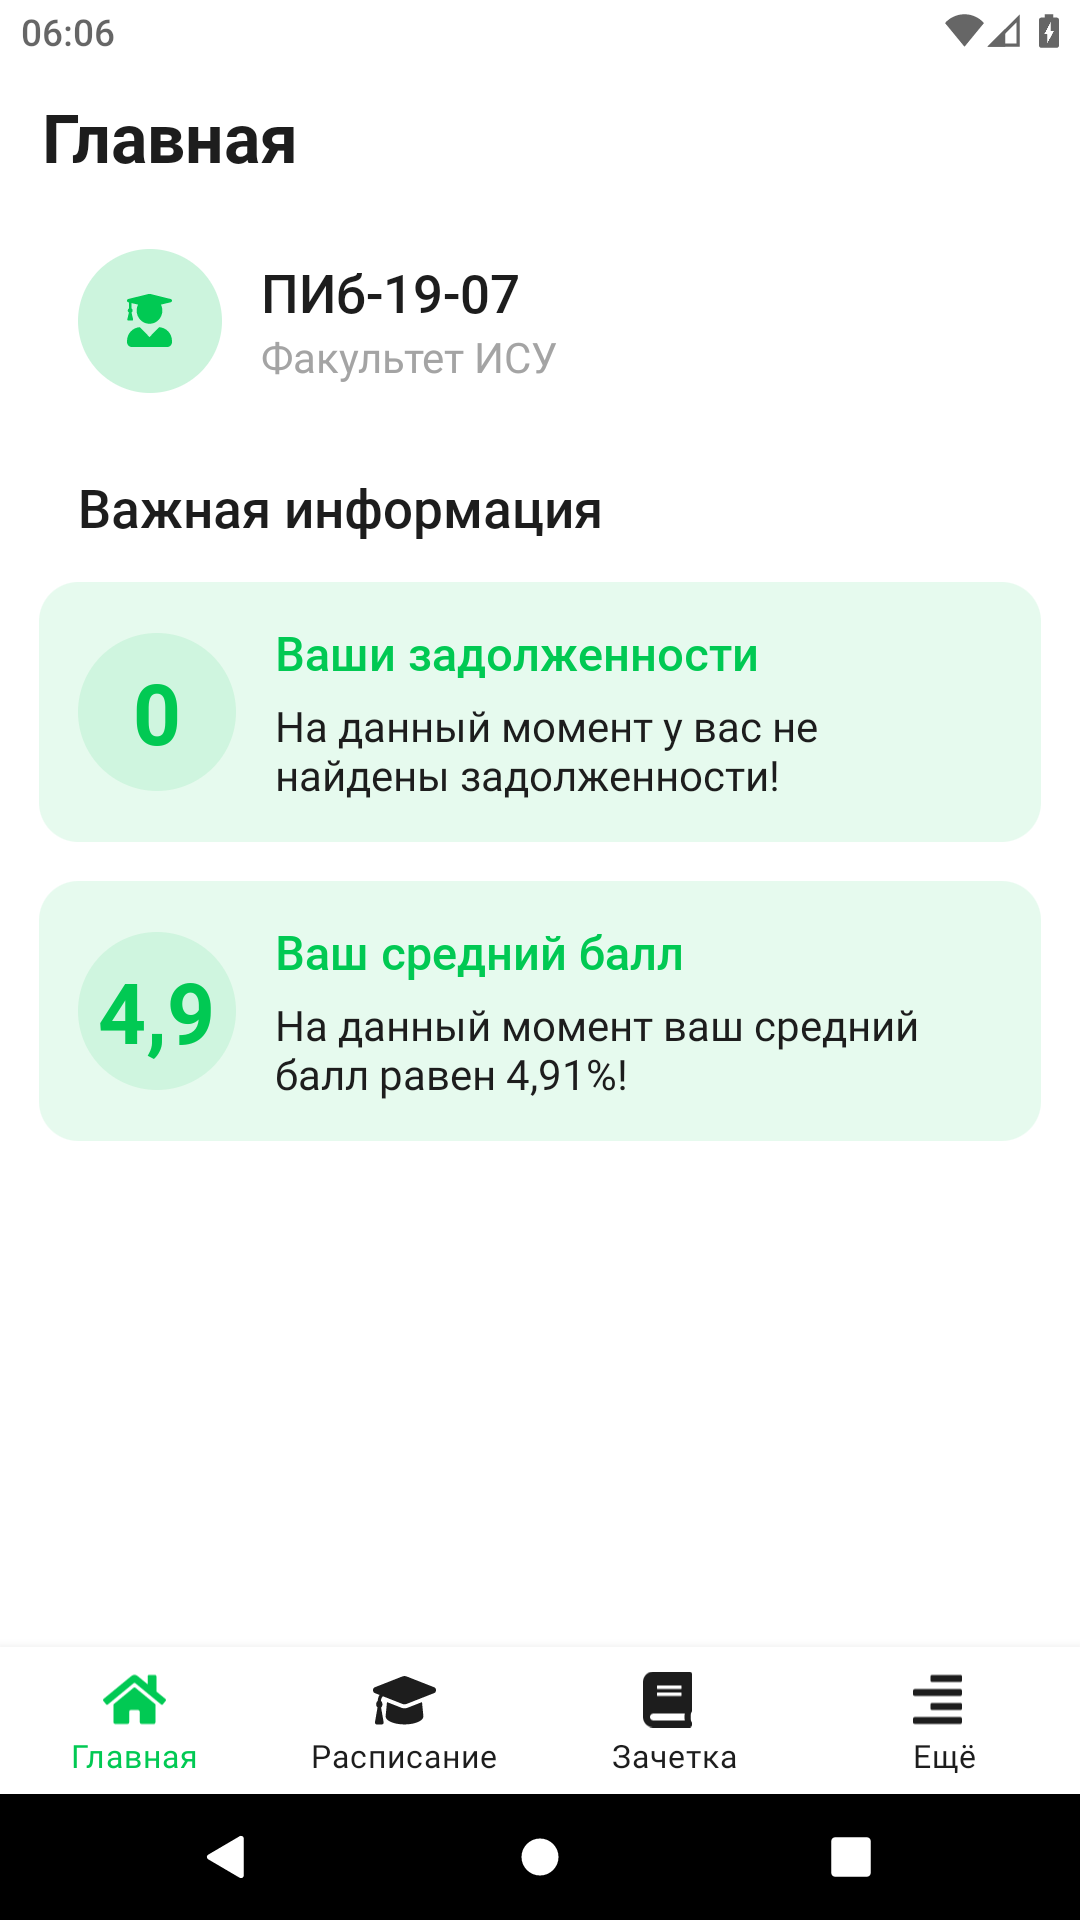 06:06
Главная
ПИб-19-07
Факультет ИСУ
Важная информация
0
Ваши задолженности
На данный момент у вас не
найдены задолженности!
4,9
Ваш средний балл
На данный момент ваш средний
балл равен 4,91%!
Главная
Расписание
Зачетка
Ещё